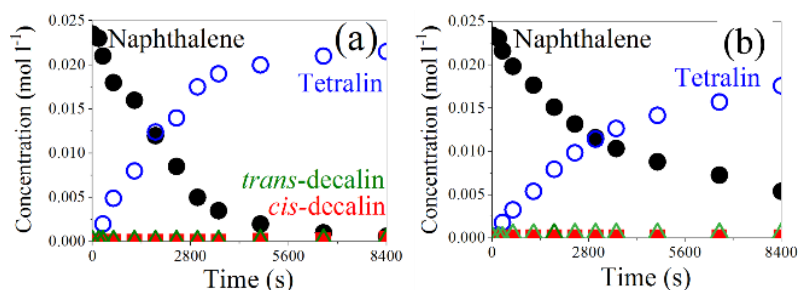 0.025
0.020
0.015
0.010
0.005
0.000
Concentration (mol l⁻¹)
Naphthalene
(a)
Tetralin
trans-decalin
cis-decalin
0
2800
5600
8400
Time (s)
0.025
0.020
0.015
0.010
0.005
0.000
Concentration (mol l⁻¹)
Naphthalene
(b)
Tetralin
0
2800
5600
8400
Time (s)